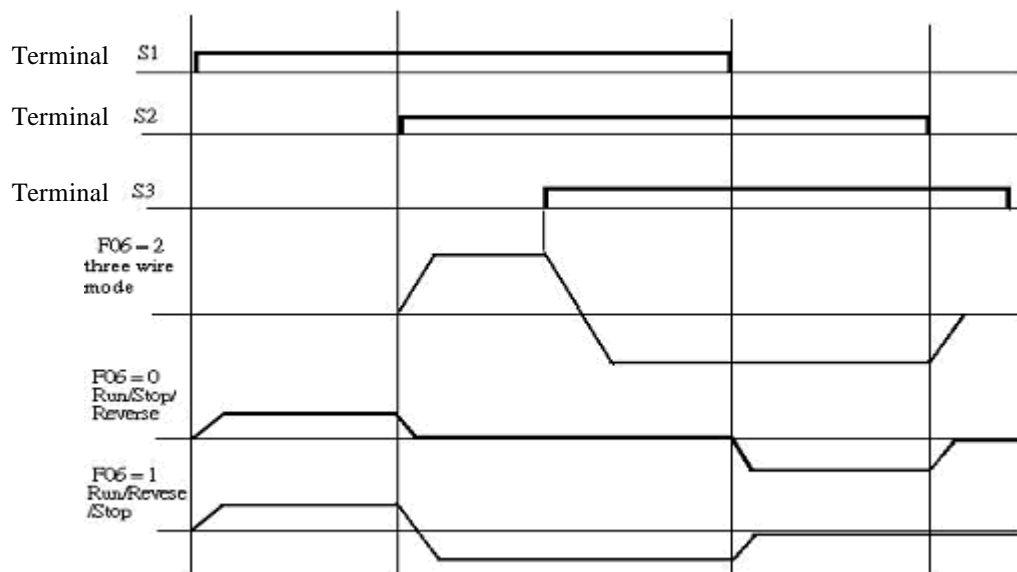 Terminal S1
Terminal S2
Terminal S3
F06 = 2
three wire
mode
F06 = 0
Run/Stop/
Reverse
F06 = 1
Run/Revese
/Stop